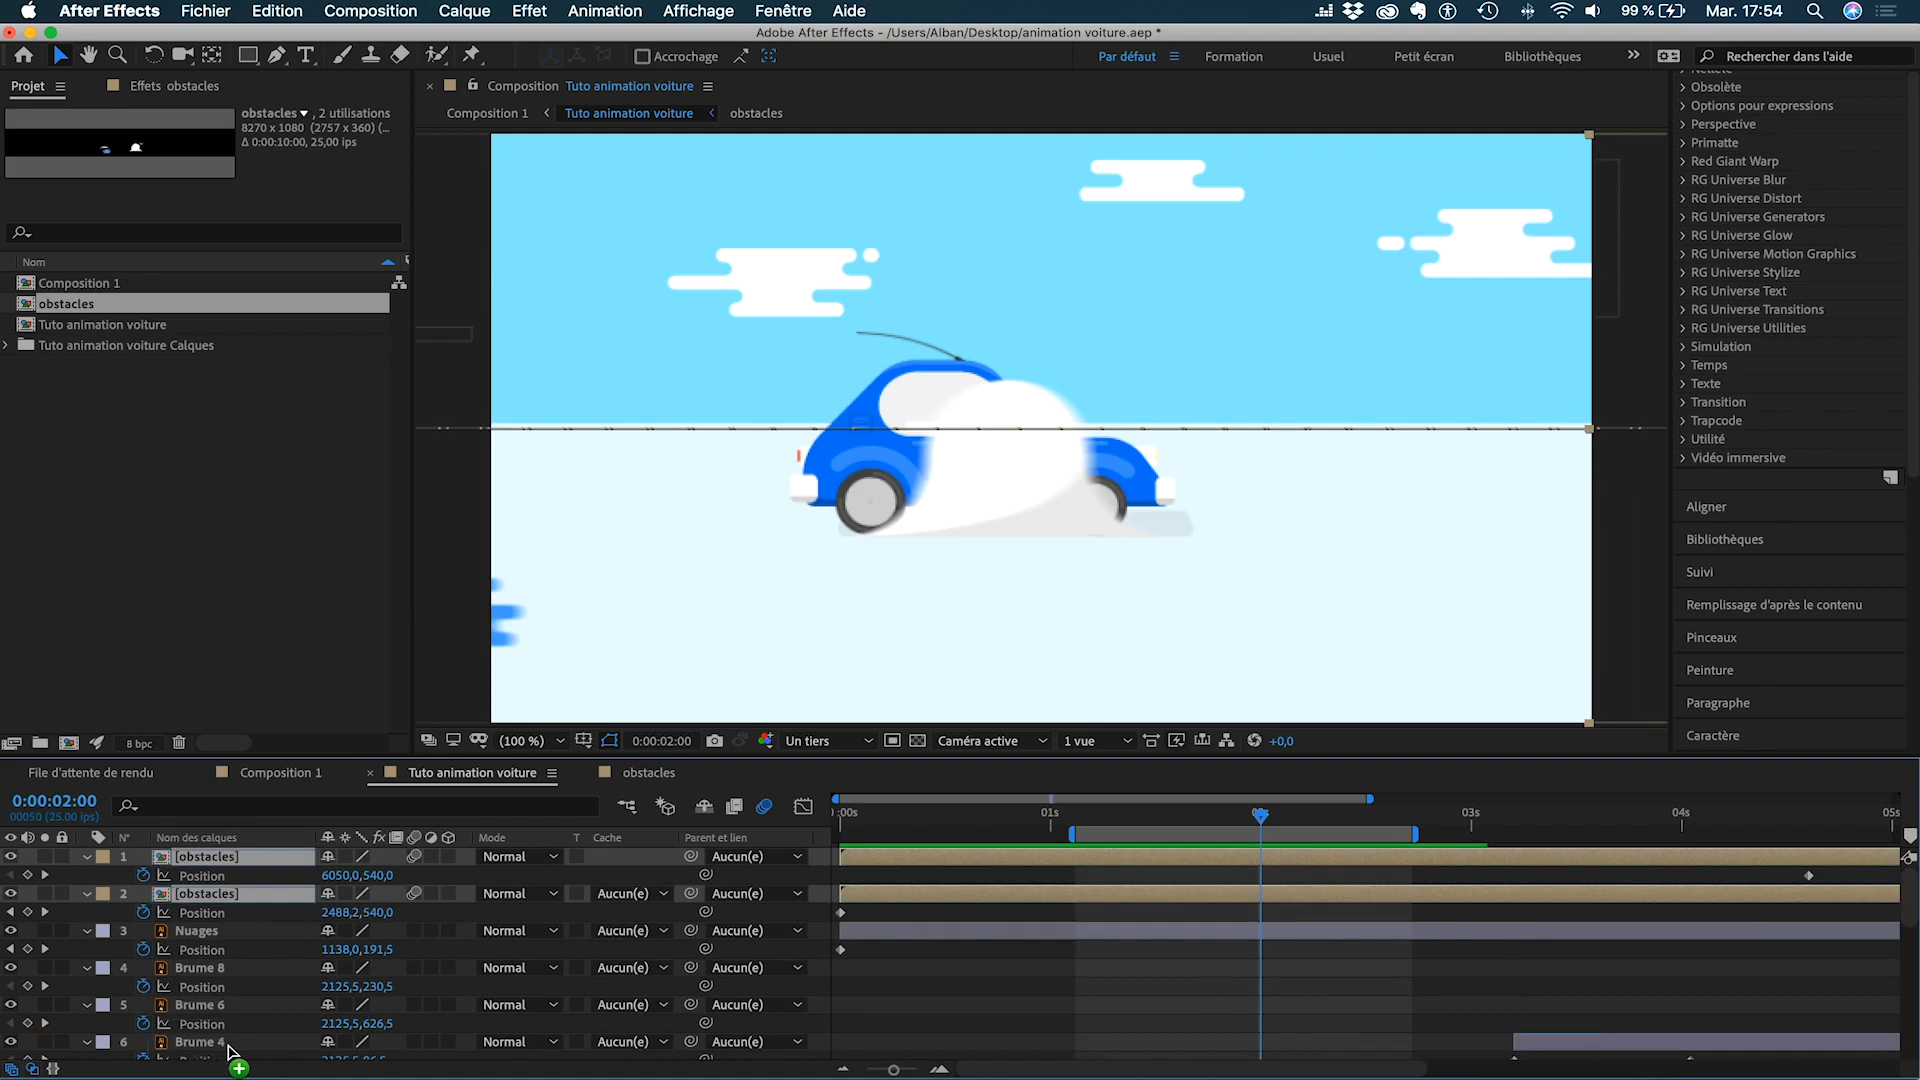 After Effects Fichier Edition Composition Calque Effet Animation Affichage Fenêtre Aide 99 % Mar. 17:54
Adobe After Effects - /Users/Alban/Desktop/animation voiture.aep *
T Accrochage Par défaut Formation Usuel Petit écran Bibliothèques >> Rechercher dans l'aide
Projet Effets obstacles
obstacles ▾ , 2 utilisations
8270 x 1080 (2757 x 360) (...
Δ 0:00:10:00, 25,00 ips
Nom
Composition 1
obstacles
Tuto animation voiture
Tuto animation voiture Calques
8 bpc
× Composition Tuto animation voiture
Composition 1 < Tuto animation voiture < obstacles
(100 %) 0:00:02:00 Un tiers Caméra active 1 vue +0,0
Obsolète
Options pour expressions
Perspective
Primatte
Red Giant Warp
RG Universe Blur
RG Universe Distort
RG Universe Generators
RG Universe Glow
RG Universe Motion Graphics
RG Universe Stylize
RG Universe Text
RG Universe Transitions
RG Universe Utilities
Simulation
Temps
Texte
Transition
Trapcode
Utilité
Vidéo immersive
Aligner
Bibliothèques
Suivi
Remplissage d'après le contenu
Pinceaux
Peinture
Paragraphe
Caractère
File d'attente de rendu Composition 1 × Tuto animation voiture obstacles
0:00:02:00
00050 (25.00 ips)
:00s 01s 03s 04s 05s
N° Nom des calques fx Mode T Cache Parent et lien
1 [obstacles] Normal Aucun(e)
Position 6050,0,540,0
2 [obstacles] Normal Aucun(e) Aucun(e)
Position 2488,2,540,0
3 Nuages Normal Aucun(e) Aucun(e)
Position 1138,0,191,5
4 Brume 8 Normal Aucun(e) Aucun(e)
Position 2125,5,230,5
5 Brume 6 Normal Aucun(e) Aucun(e)
Position 2125,5,626,5
6 Brume 4 Normal Aucun(e) Aucun(e)